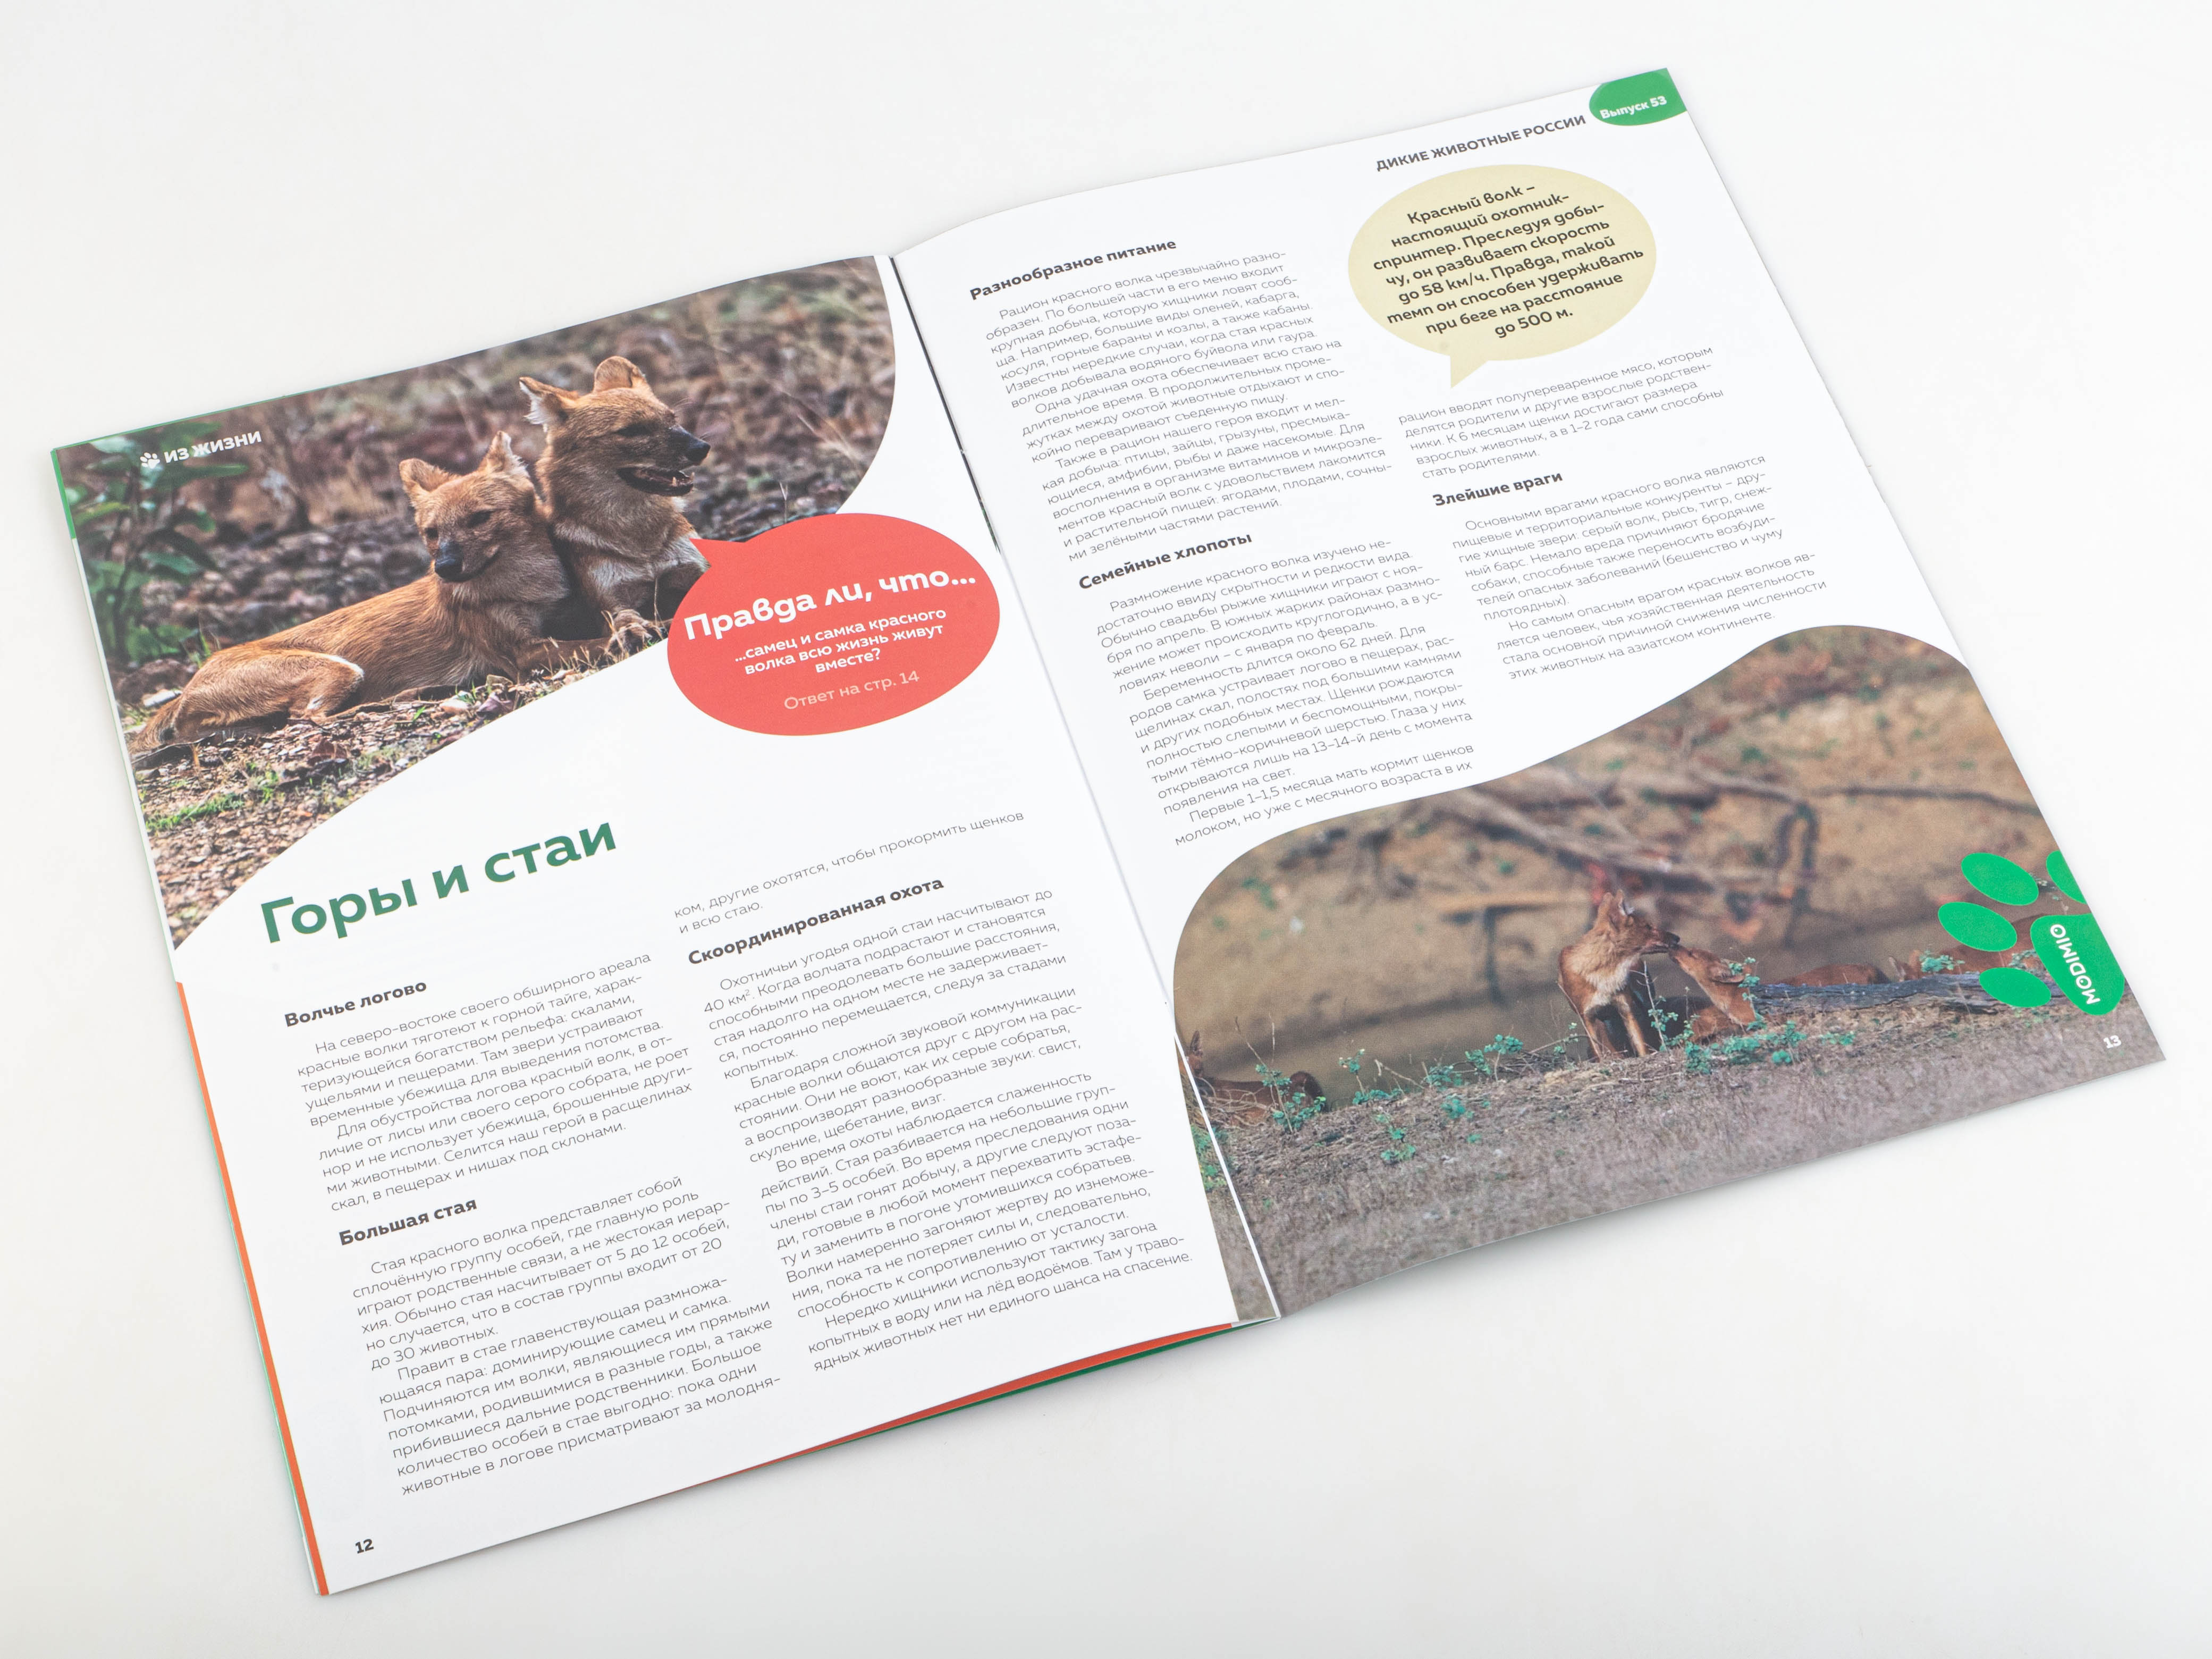 ИЗ ЖИЗНИ
Правда ли, что...
...самец и самка красного
волка всю жизнь живут
вместе?
Ответ на стр. 14
Горы и стаи
Волчье логово
На северо-востоке своего обширного ареала
красные волки тяготеют к горной тайге, харак-
теризующейся богатством рельефа: скалами,
ущельями и пещерами. Там звери устраивают
временные убежища для выведения потомства.
Для обустройства логова красный волк, в от-
личие от лисы или своего серого собрата, не роет
нор и не использует убежища, брошенные други-
ми животными. Селится наш герой в расщелинах
скал, в пещерах и нишах под склонами.
Большая стая
Стая красного волка представляет собой
сплочённую группу особей, где главную роль
играют родственные связи, а не жестокая иерар-
хия. Обычно стая насчитывает от 5 до 12 особей,
но случается, что в состав группы входит от 20
до 30 животных.
Правит в стае главенствующая размножа-
ющаяся пара: доминирующие самец и самка.
Подчиняются им волки, являющиеся им прямыми
потомками, родившимися в разные годы, а также
прибившиеся дальние родственники. Большое
количество особей в стае выгодно: пока одни
животные в логове присматривают за молодня-
ком, другие охотятся, чтобы прокормить щенков
и всю стаю.
Скоординированная охота
Охотничьи угодья одной стаи насчитывают до
40 км². Когда волчата подрастают и становятся
способными преодолевать большие расстояния,
стая надолго на одном месте не задерживает-
ся, постоянно перемещается, следуя за стадами
копытных.
Благодаря сложной звуковой коммуникации
красные волки общаются друг с другом на рас-
стоянии. Они не воют, как их серые собратья,
а воспроизводят разнообразные звуки: свист,
скуление, щебетание, визг.
Во время охоты наблюдается слаженность
действий. Стая разбивается на небольшие груп-
пы по 3–5 особей. Во время преследования одни
члены стаи гонят добычу, а другие следуют поза-
ди, готовые в любой момент перехватить эстафе-
ту и заменить в погоне утомившихся собратьев.
Волки намеренно загоняют жертву до изнеможе-
ния, пока та не потеряет силы и, следовательно,
способность к сопротивлению от усталости.
Нередко хищники используют тактику загона
копытных в воду или на лёд водоёмов. Там у траво-
ядных животных нет ни единого шанса на спасение.
12
ДИКИЕ ЖИВОТНЫЕ РОССИИ
Выпуск 53
Разнообразное питание
Рацион красного волка чрезвычайно разно-
образен. По большей части в его меню входит
крупная добыча, которую хищники ловят сооб-
ща. Например, большие виды оленей, кабарга,
косуля, горные бараны и козлы, а также кабаны.
Известны нередкие случаи, когда стая красных
волков добывала водяного буйвола или гаура.
Одна удачная охота обеспечивает всю стаю на
длительное время. В продолжительных проме-
жутках между охотой животные отдыхают и спо-
койно переваривают съеденную пищу.
Также в рацион нашего героя входит и мел-
кая добыча: птицы, зайцы, грызуны, пресмыка-
ющиеся, амфибии, рыбы и даже насекомые. Для
восполнения в организме витаминов и микроэле-
ментов красный волк с удовольствием лакомится
и растительной пищей: ягодами, плодами, сочны-
ми зелёными частями растений.
Семейные хлопоты
Размножение красного волка изучено не-
достаточно ввиду скрытности и редкости вида.
Обычно свадьбы рыжие хищники играют с ноя-
бря по апрель. В южных жарких районах размно-
жение может происходить круглогодично, а в ус-
ловиях неволи – с января по февраль.
Беременность длится около 62 дней. Для
родов самка устраивает логово в пещерах, рас-
щелинах скал, полостях под большими камнями
и других подобных местах. Щенки рождаются
полностью слепыми и беспомощными, покры-
тыми тёмно-коричневой шерстью. Глаза у них
открываются лишь на 13–14-й день с момента
появления на свет.
Первые 1–1,5 месяца мать кормит щенков
молоком, но уже с месячного возраста в их
Красный волк –
настоящий охотник-
спринтер. Преследуя добы-
чу, он развивает скорость
до 58 км/ч. Правда, такой
темп он способен удерживать
при беге на расстояние
до 500 м.
рацион вводят полупереваренное мясо, которым
делятся родители и другие взрослые родствен-
ники. К 6 месяцам щенки достигают размера
взрослых животных, а в 1–2 года сами способны
стать родителями.
Злейшие враги
Основными врагами красного волка являются
пищевые и территориальные конкуренты – дру-
гие хищные звери: серый волк, рысь, тигр, снеж-
ный барс. Немало вреда причиняют бродячие
собаки, способные также переносить возбуди-
телей опасных заболеваний (бешенство и чуму
плотоядных).
Но самым опасным врагом красных волков яв-
ляется человек, чья хозяйственная деятельность
стала основной причиной снижения численности
этих животных на азиатском континенте.
MODIMIO
13